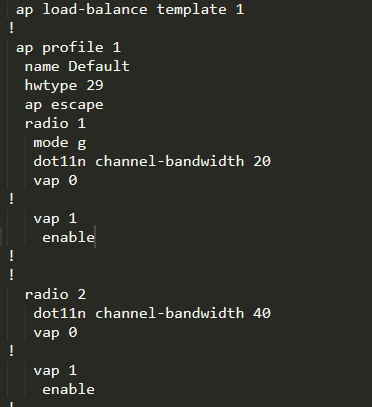 ap load-balance template 1
!
ap profile 1
name Default
hwtype 29
ap escape
radio 1
mode g
dot11n channel-bandwidth 20
vap 0
!
vap 1
enable
!
!
radio 2
dot11n channel-bandwidth 40
vap 0
!
vap 1
enable
!